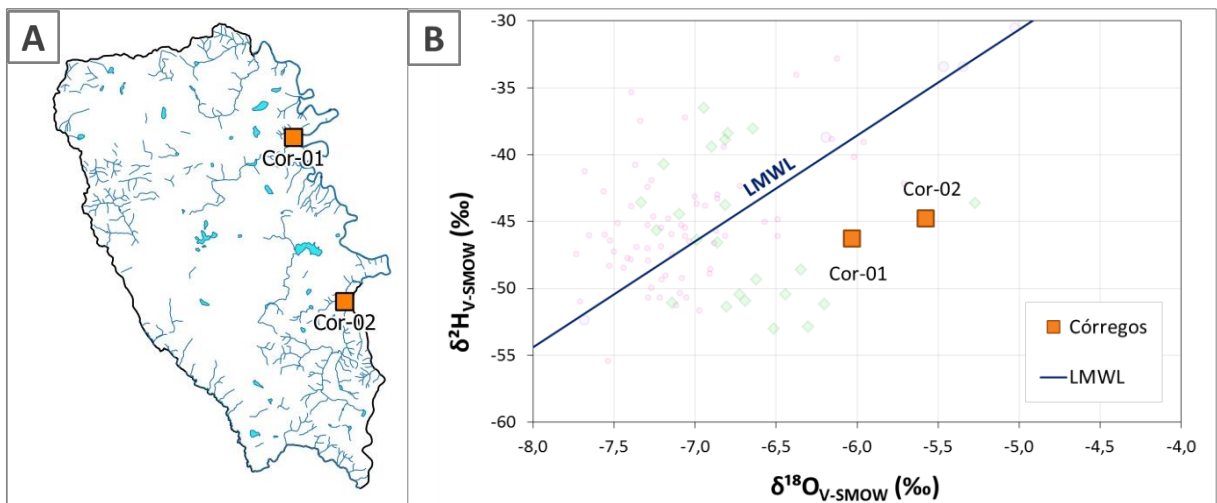 A
Cor-01
Cor-02
B
-30
-35
-40
-45
-50
-55
-60
δ²H V-SMOW (‰)
LMWL
Cor-02
Cor-01
Córregos
LMWL
-8,0 -7,5 -7,0 -6,5 -6,0 -5,5 -5,0 -4,5 -4,0
δ¹⁸O V-SMOW (‰)